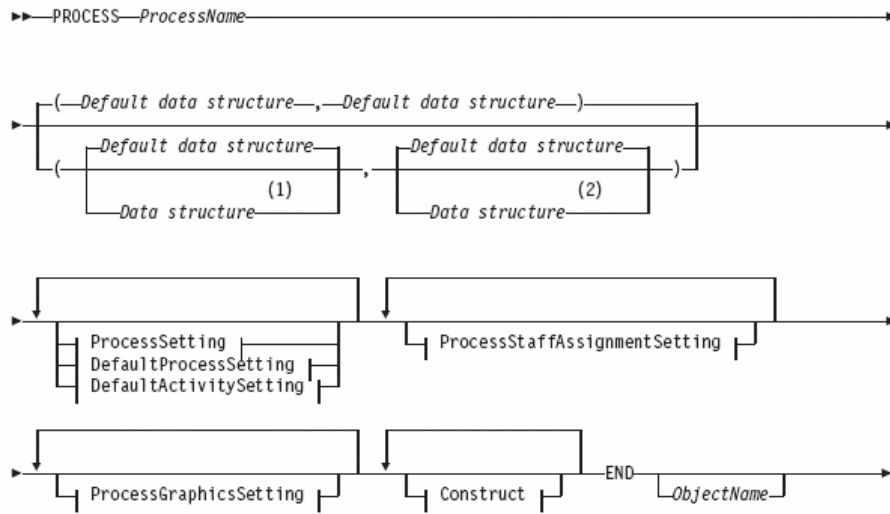 PROCESS ProcessName
( Default data structure , Default data structure )
Default data structure Default data structure
( , )
(1) (2)
Data structure Data structure
ProcessSetting ProcessStaffAssignmentSetting
DefaultProcessSetting
DefaultActivitySetting
END
ProcessGraphicsSetting Construct ObjectName